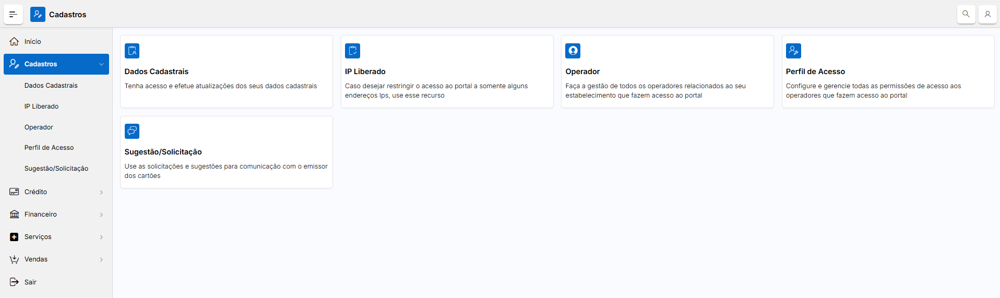 Cadastros
Início
Cadastros
Dados Cadastrais
IP Liberado
Operador
Perfil de Acesso
Sugestão/Solicitação
Crédito
Financeiro
Serviços
Vendas
Sair
Dados Cadastrais
Tenha acesso e efetue atualizações dos seus dados cadastrais
IP Liberado
Caso desejar restringir o acesso ao portal a somente alguns
endereços Ips, use esse recurso
Operador
Faça a gestão de todos os operadores relacionados ao seu
estabelecimento que fazem acesso ao portal
Perfil de Acesso
Configure e gerencie todas as permissões de acesso aos
operadores que fazem acesso ao portal
Sugestão/Solicitação
Use as solicitações e sugestões para comunicação com o emissor
dos cartões